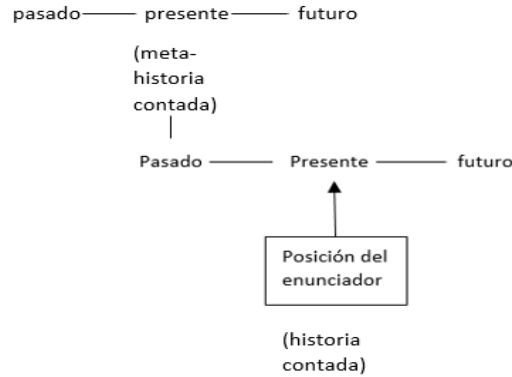 pasado presente futuro
(meta-
historia
contada)
Pasado Presente futuro
Posición del
enunciador
(historia
contada)